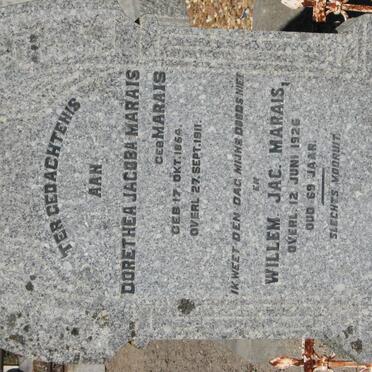 TER GEDACHTENIS
AAN
DORETHEA JACOBA MARAIS
GEB MARAIS
GEB 17 OKT. 1864.
OVERL 27 SEPT. 1911.
IK WEET DEN DAG MIJNS DOODS NIET
EN
WILLEM JAC. MARAIS,
OVERL. 12 JUNI 1926
OUD 69 JAAR.
SLECHTS VOORUIT.